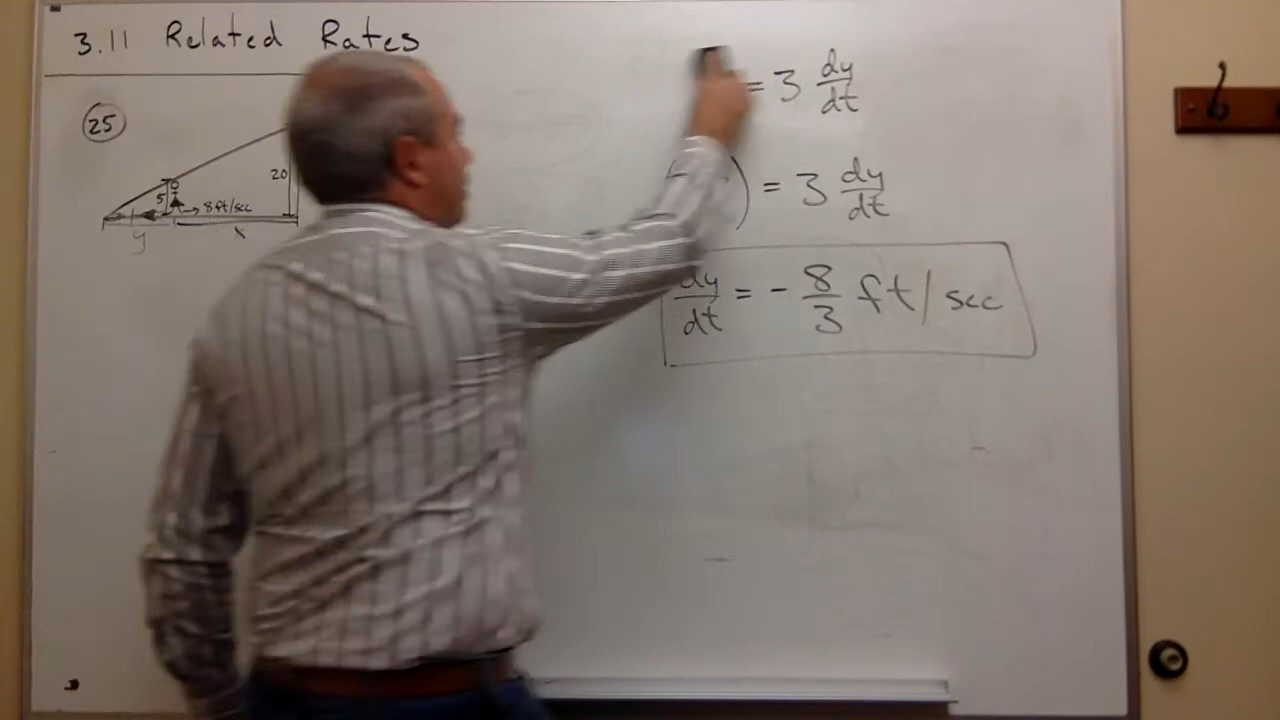 3.11 Related Rates
25
20
5
8 ft/sec
y
x
= 3 dy/dt
) = 3 dy/dt
dy/dt = - 8/3 ft/sec